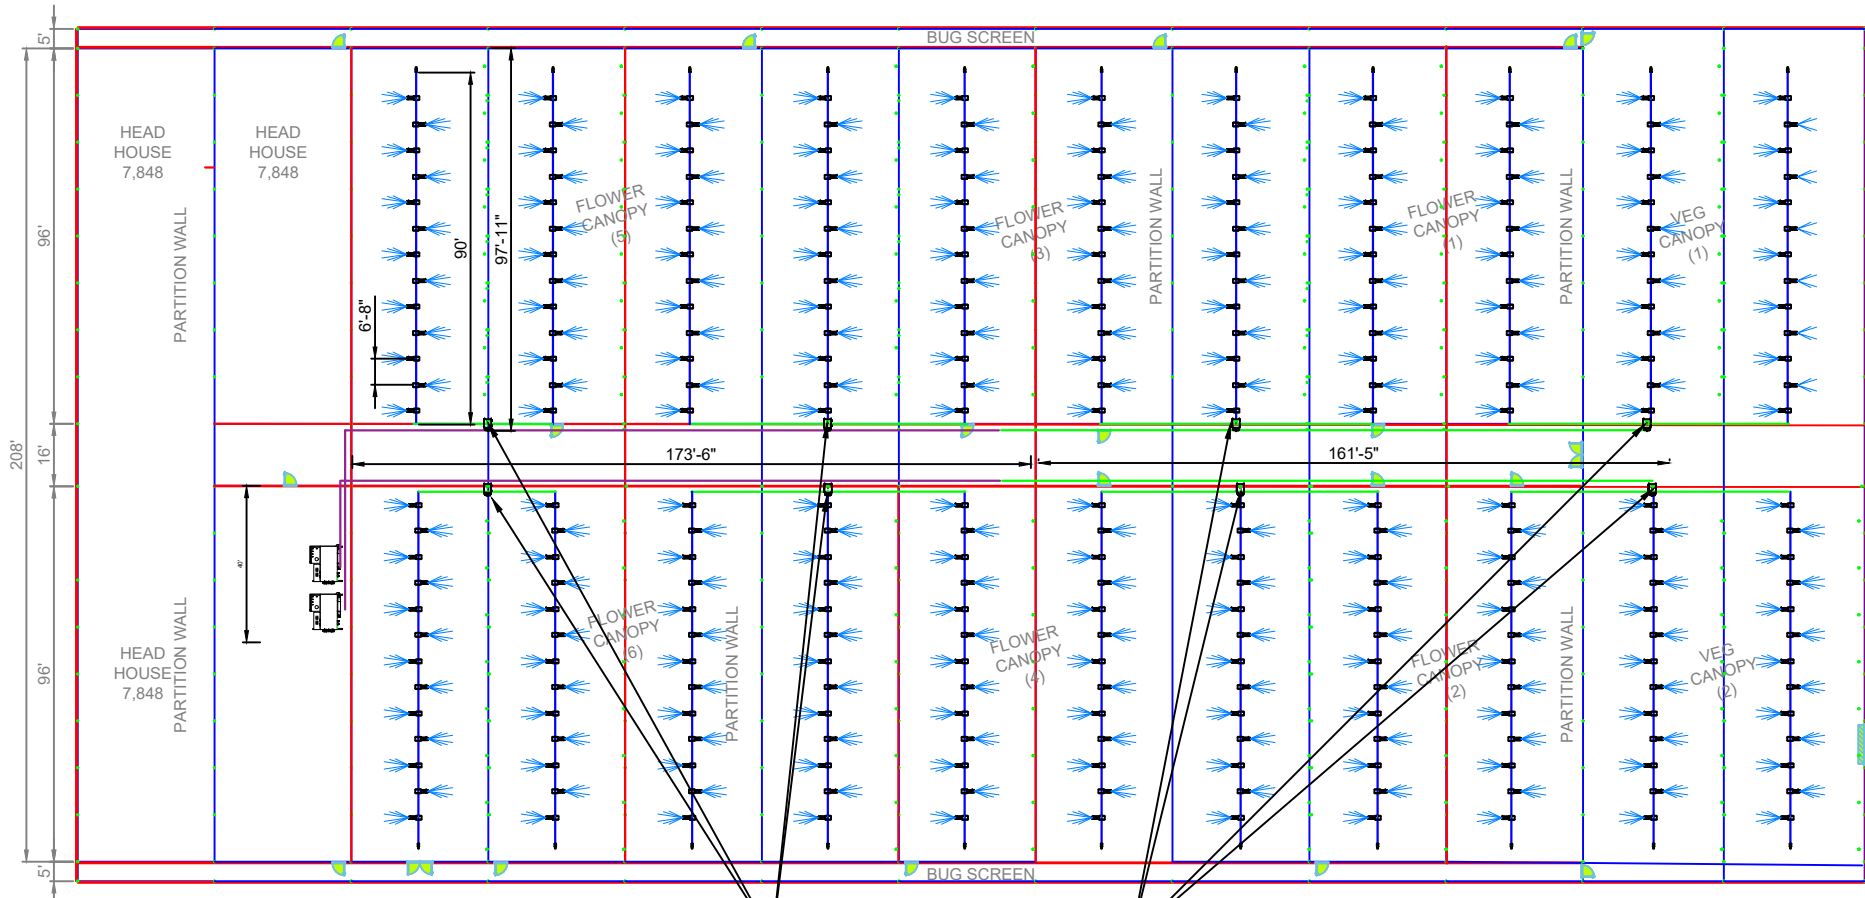 5'
BUG SCREEN
HEAD
HOUSE
7,848
HEAD
HOUSE
7,848
PARTITION WALL
96'
6'-8"
90'
97'-11"
FLOWER
CANOPY
(5)
FLOWER
CANOPY
(3)
PARTITION WALL
FLOWER
CANOPY
(1)
PARTITION WALL
VEG
CANOPY
(1)
208'
16'
173'-6"
161'-5"
40'
96'
HEAD
HOUSE
7,848
PARTITION WALL
FLOWER
CANOPY
(6)
PARTITION WALL
FLOWER
CANOPY
(4)
FLOWER
CANOPY
(2)
PARTITION WALL
VEG
CANOPY
(2)
5'
BUG SCREEN